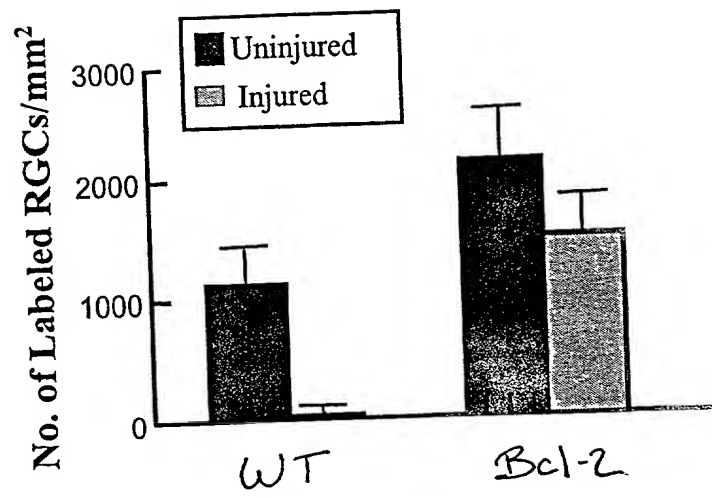 No. of Labeled RGCs/mm²
3000
2000
1000
0
Uninjured
Injured
WT
Bcl-2